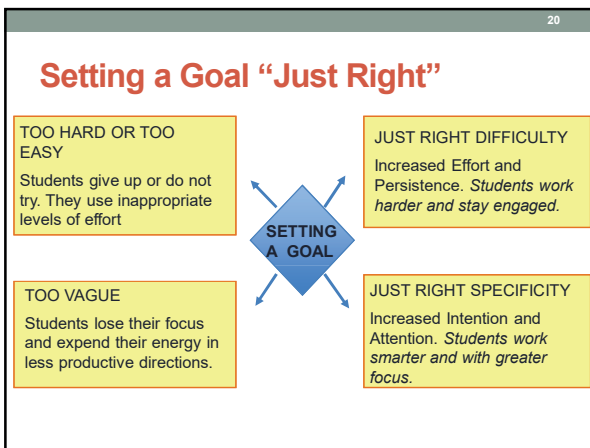 20
Setting a Goal “Just Right”
TOO HARD OR TOO
EASY
Students give up or do not
try. They use inappropriate
levels of effort
JUST RIGHT DIFFICULTY
Increased Effort and
Persistence. Students work
harder and stay engaged.
SETTING
A GOAL
TOO VAGUE
Students lose their focus
and expend their energy in
less productive directions.
JUST RIGHT SPECIFICITY
Increased Intention and
Attention. Students work
smarter and with greater
focus.